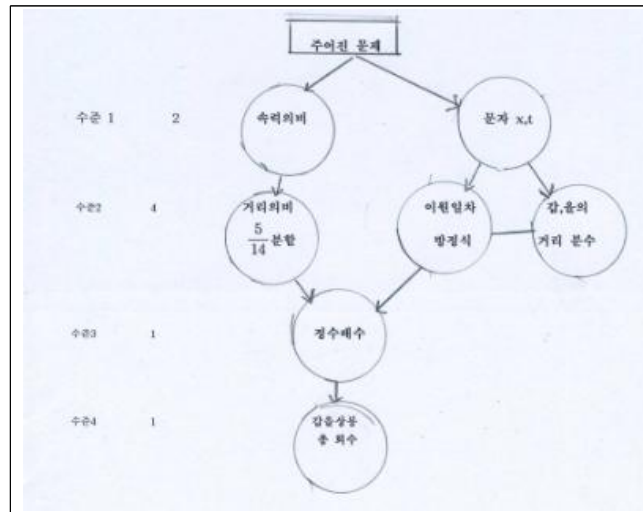 주어진 문제
수준 1 2 속력의비 문자 x,t
수준2 4 거리의비 5/14 분할 이원일차 방정식 갑,을의 거리 분수
수준3 1 정수배수
수준4 1 갑을상봉 총 회수